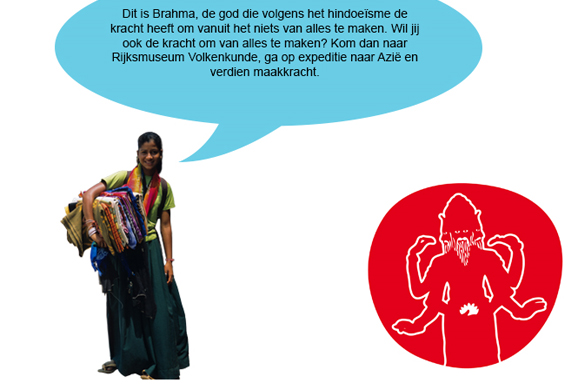 Dit is Brahma, de god die volgens het hindoeïsme de
kracht heeft om vanuit het niets van alles te maken. Wil jij
ook de kracht om van alles te maken? Kom dan naar
Rijksmuseum Volkenkunde, ga op expeditie naar Azië en
verdien maakkracht.